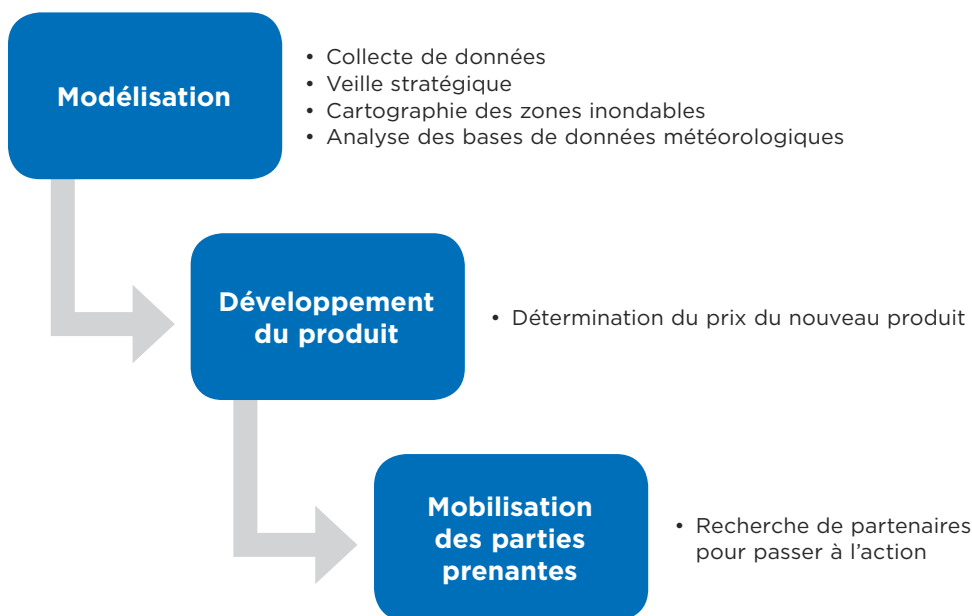 Modélisation
• Collecte de données
• Veille stratégique
• Cartographie des zones inondables
• Analyse des bases de données météorologiques
Développement
du produit
• Détermination du prix du nouveau produit
Mobilisation
des parties
prenantes
• Recherche de partenaires
pour passer à l’action